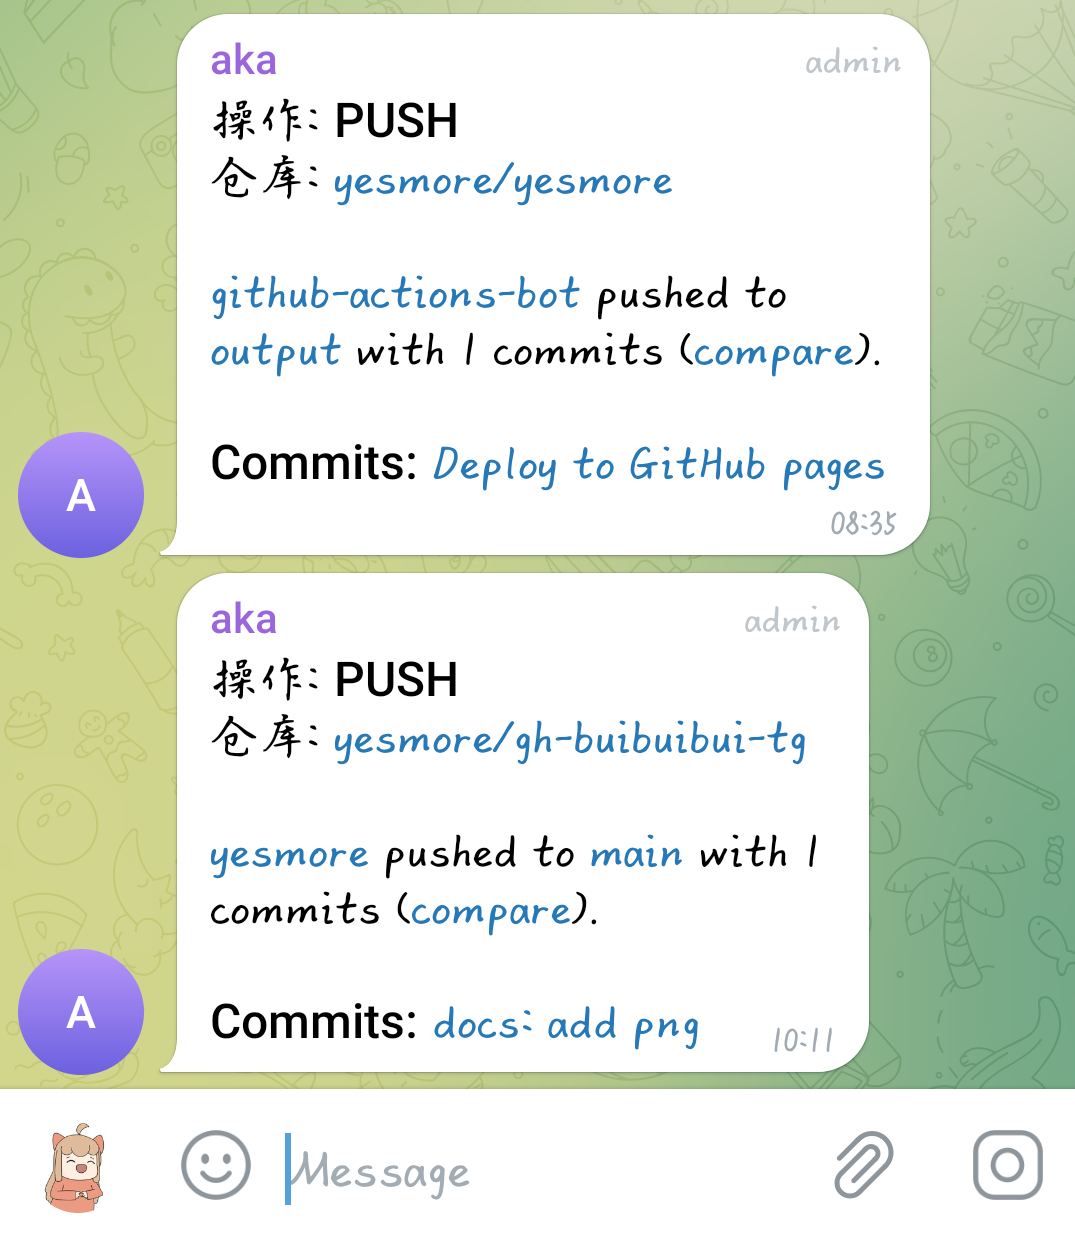 aka admin
操作: PUSH
仓库: yesmore/yesmore
github-actions-bot pushed to
output with 1 commits (compare).
Commits: Deploy to GitHub pages
08:35
A
aka admin
操作: PUSH
仓库: yesmore/gh-buibuibui-tg
yesmore pushed to main with 1
commits (compare).
Commits: docs: add png
10:11
A
Message